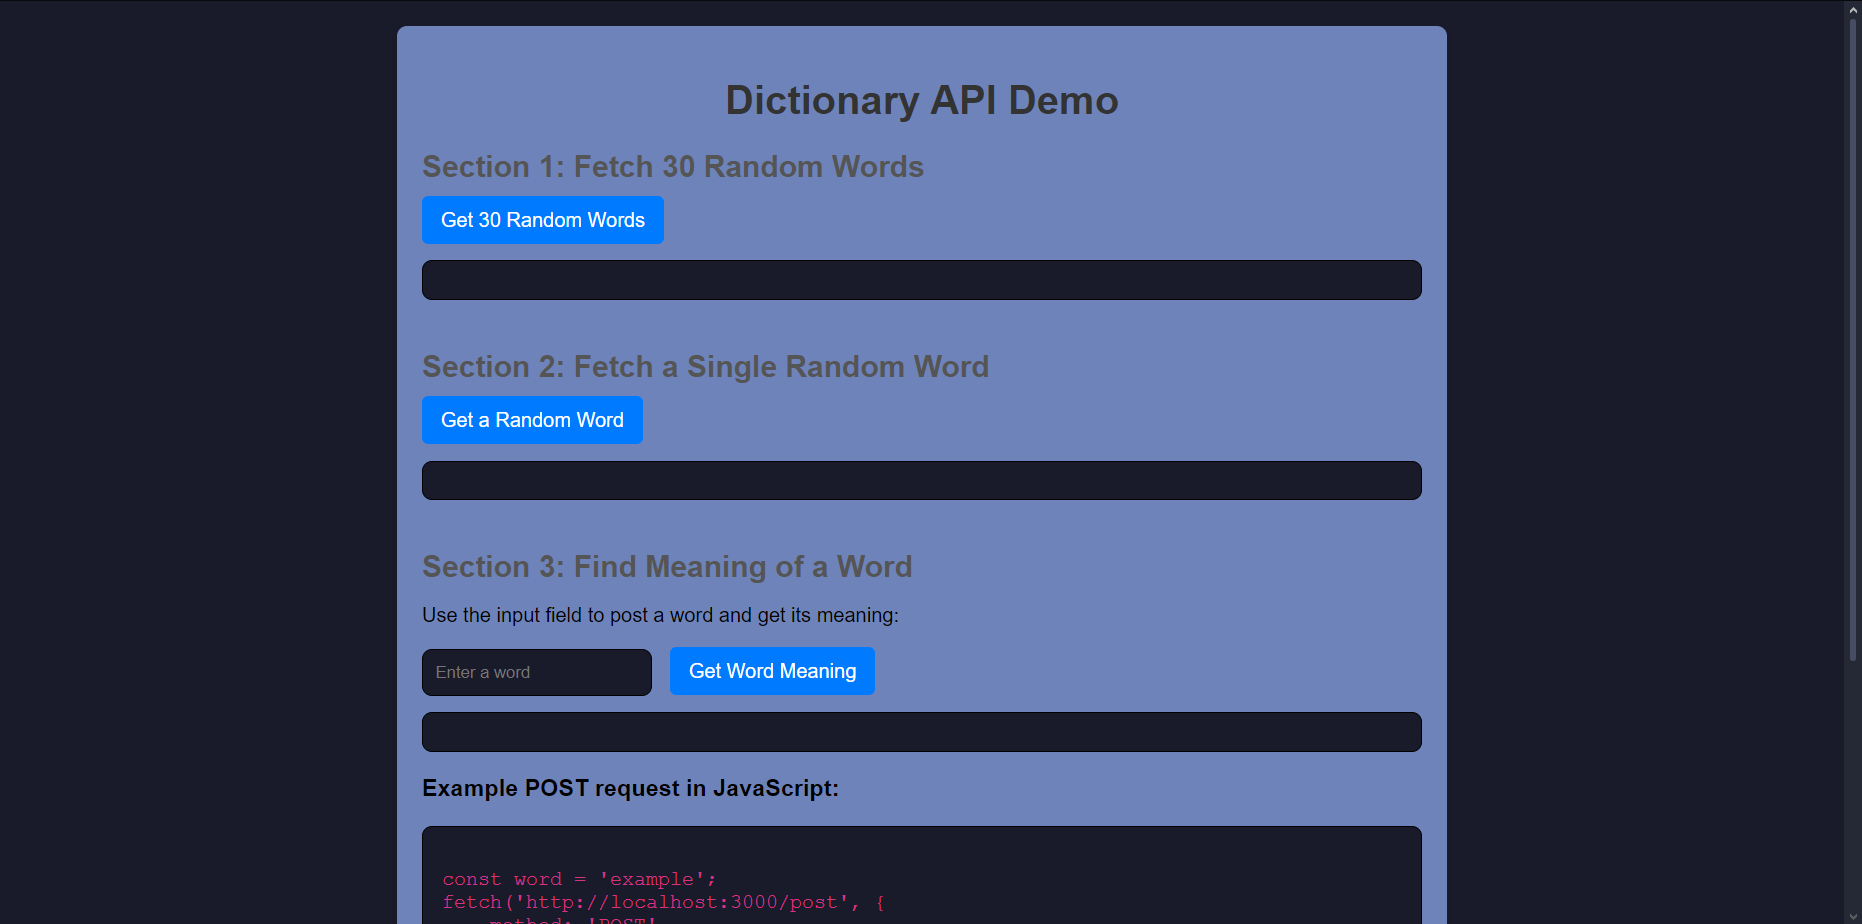 Dictionary API Demo
Section 1: Fetch 30 Random Words
Get 30 Random Words
Section 2: Fetch a Single Random Word
Get a Random Word
Section 3: Find Meaning of a Word
Use the input field to post a word and get its meaning:
Enter a word
Get Word Meaning
Example POST request in JavaScript:
const word = 'example';
fetch('http://localhost:3000/post', {
method: 'POST'